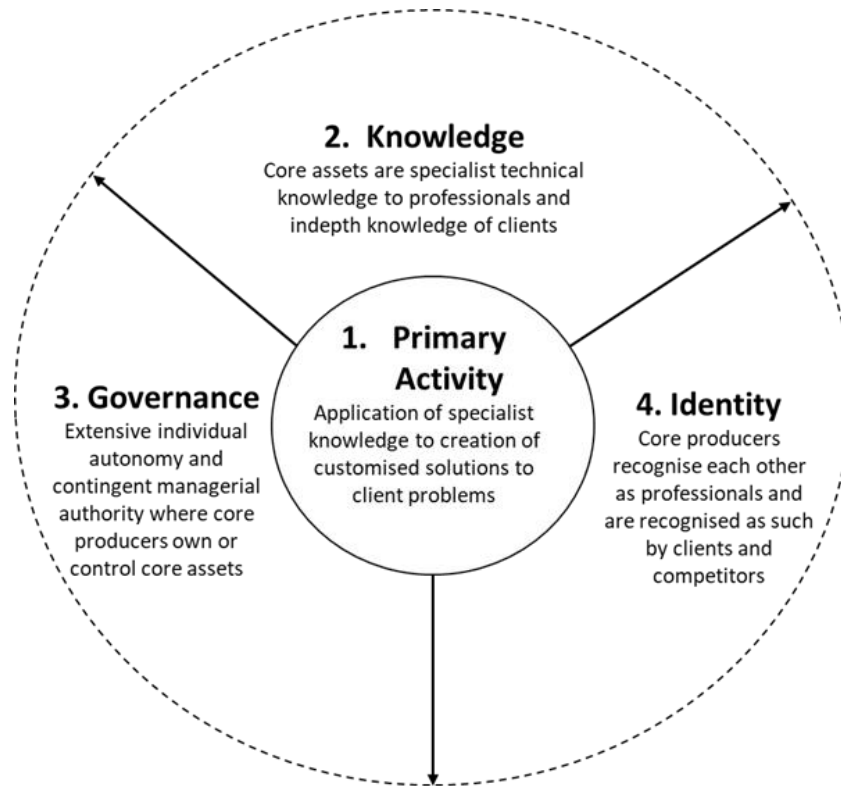 2. Knowledge
Core assets are specialist technical
knowledge to professionals and
indepth knowledge of clients
1. Primary
Activity
Application of specialist
knowledge to creation of
customised solutions to
client problems
3. Governance
Extensive individual
autonomy and
contingent managerial
authority where core
producers own or
control core assets
4. Identity
Core producers
recognise each other
as professionals and
are recognised as such
by clients and
competitors